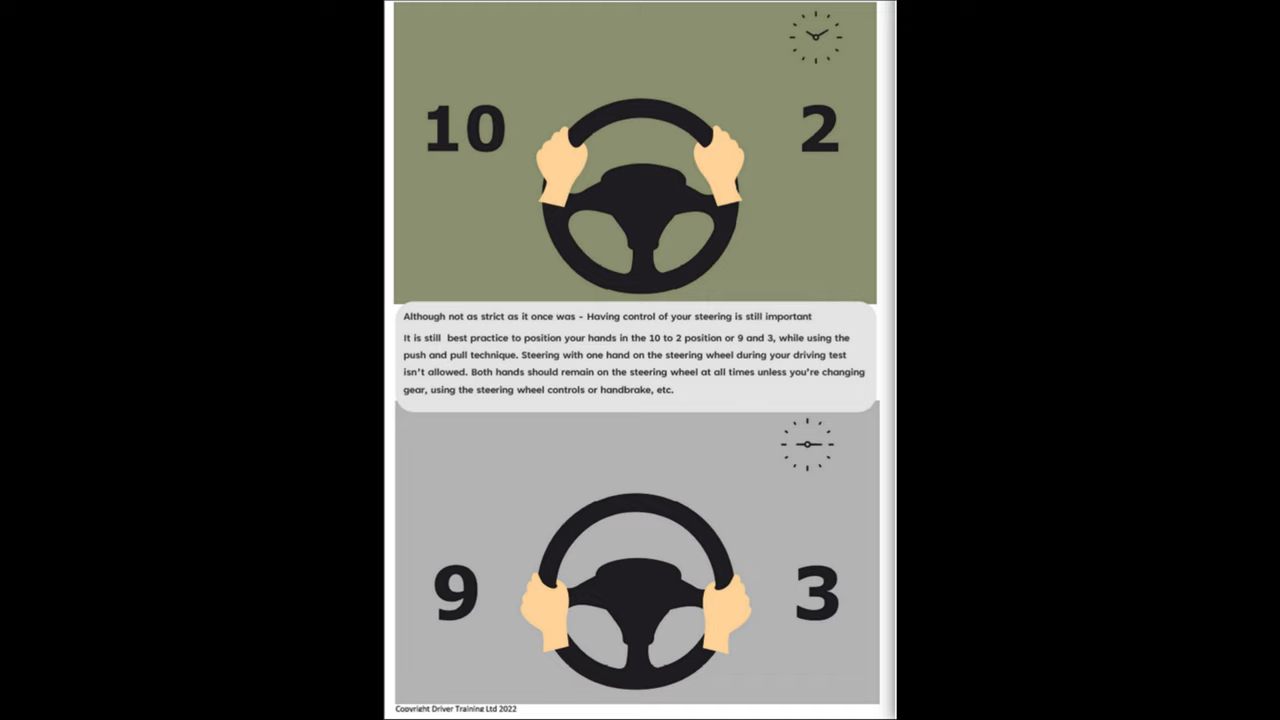 10 2
Although not as strict as it once was - Having control of your steering is still important
It is still best practice to position your hands in the 10 to 2 position or 9 and 3, while using the
push and pull technique. Steering with one hand on the steering wheel during your driving test
isn't allowed. Both hands should remain on the steering wheel at all times unless you're changing
gear, using the steering wheel controls or handbrake, etc.
9 3
Copyright Driver Training Ltd 2022